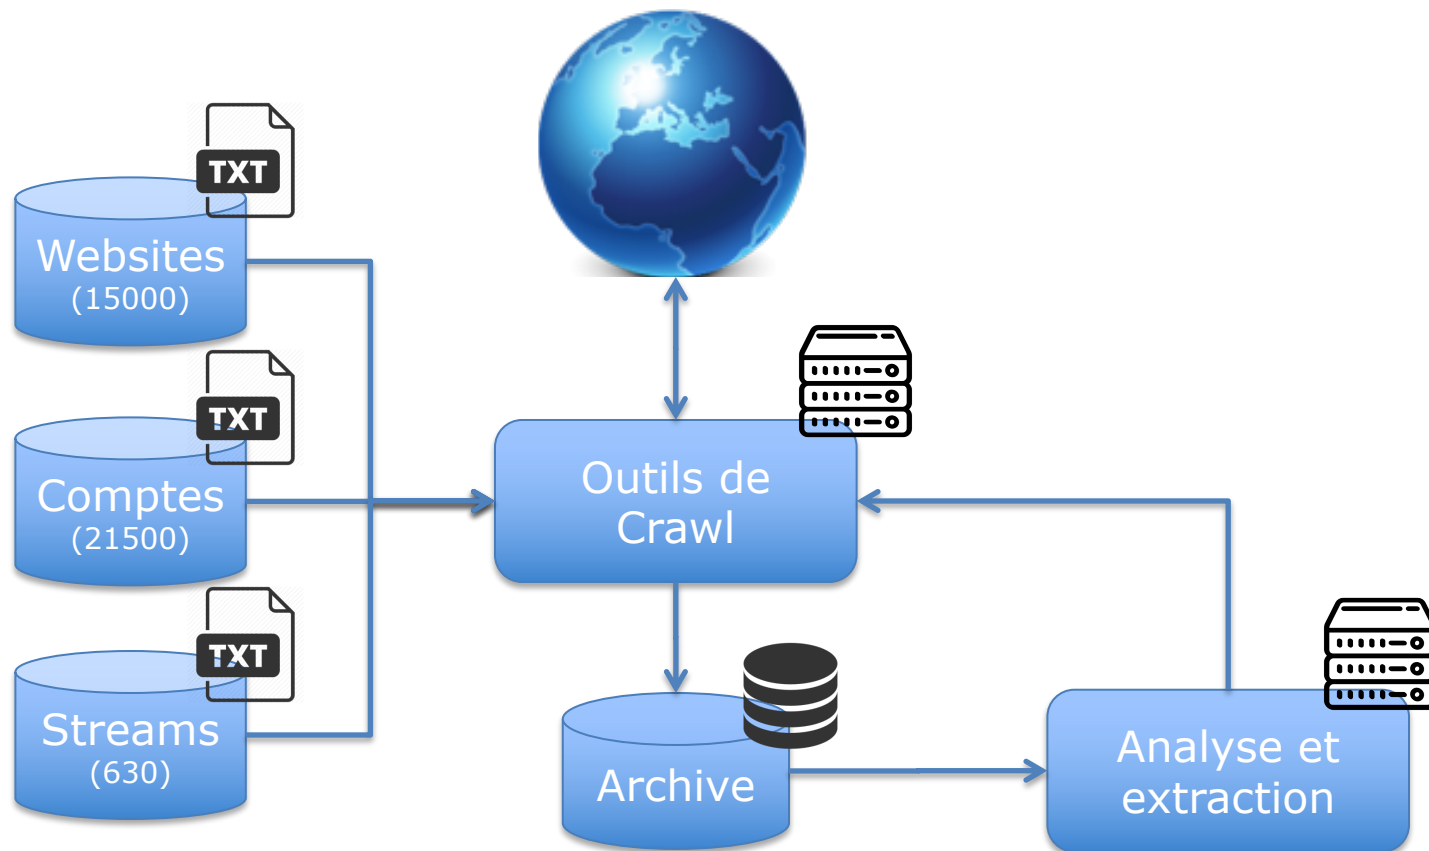 TXT
Websites
(15000)
TXT
Comptes
(21500)
TXT
Streams
(630)
Outils de
Crawl
Archive
Analyse et
extraction